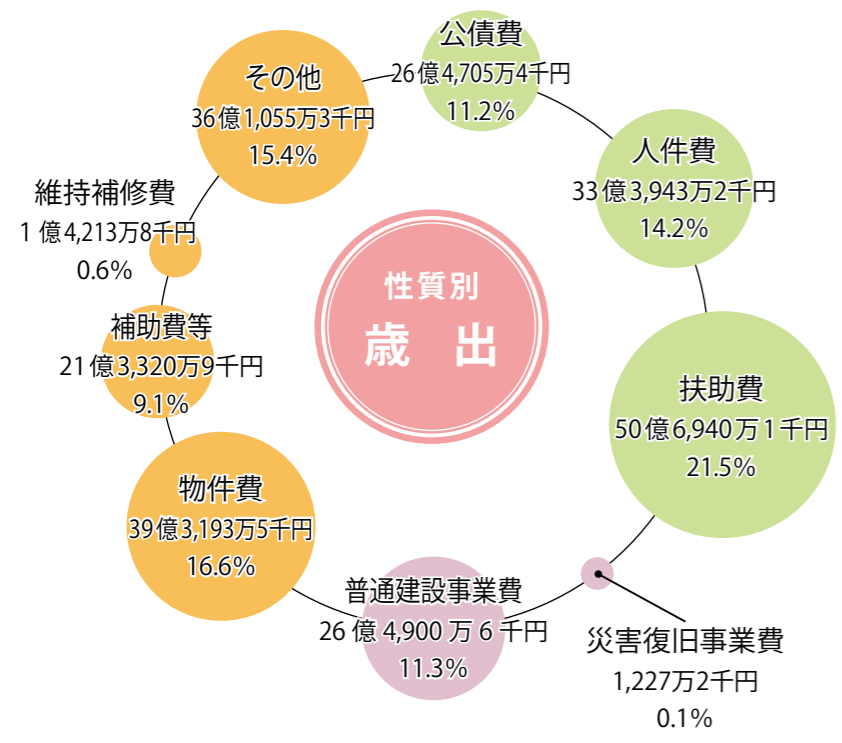 性質別
歳 出
公債費
26億4,705万4千円
11.2%
人件費
33億3,943万2千円
14.2%
扶助費
50億6,940万1千円
21.5%
災害復旧事業費
1,227万2千円
0.1%
普通建設事業費
26億4,900万6千円
11.3%
物件費
39億3,193万5千円
16.6%
補助費等
21億3,320万9千円
9.1%
維持補修費
1億4,213万8千円
0.6%
その他
36億1,055万3千円
15.4%